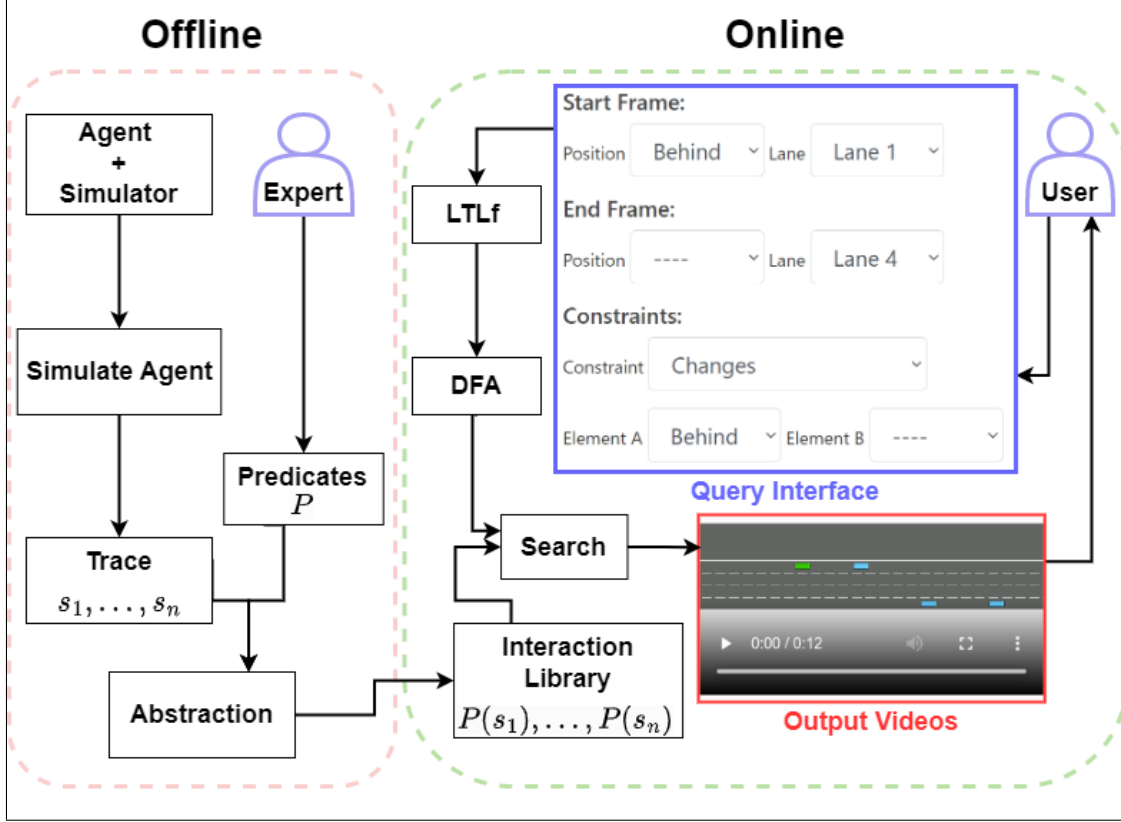 Offline
Agent
+
Simulator
Expert
Simulate Agent
Predicates
P
Trace
s₁, . . . , sₙ
Abstraction
Online
Start Frame:
Position Behind Lane Lane 1
End Frame:
Position ---- Lane Lane 4
Constraints:
Constraint Changes
Element A Behind Element B ----
Query Interface
User
LTLf
DFA
Search
Interaction
Library
P(s₁), . . . , P(sₙ)
0:00 / 0:12
Output Videos